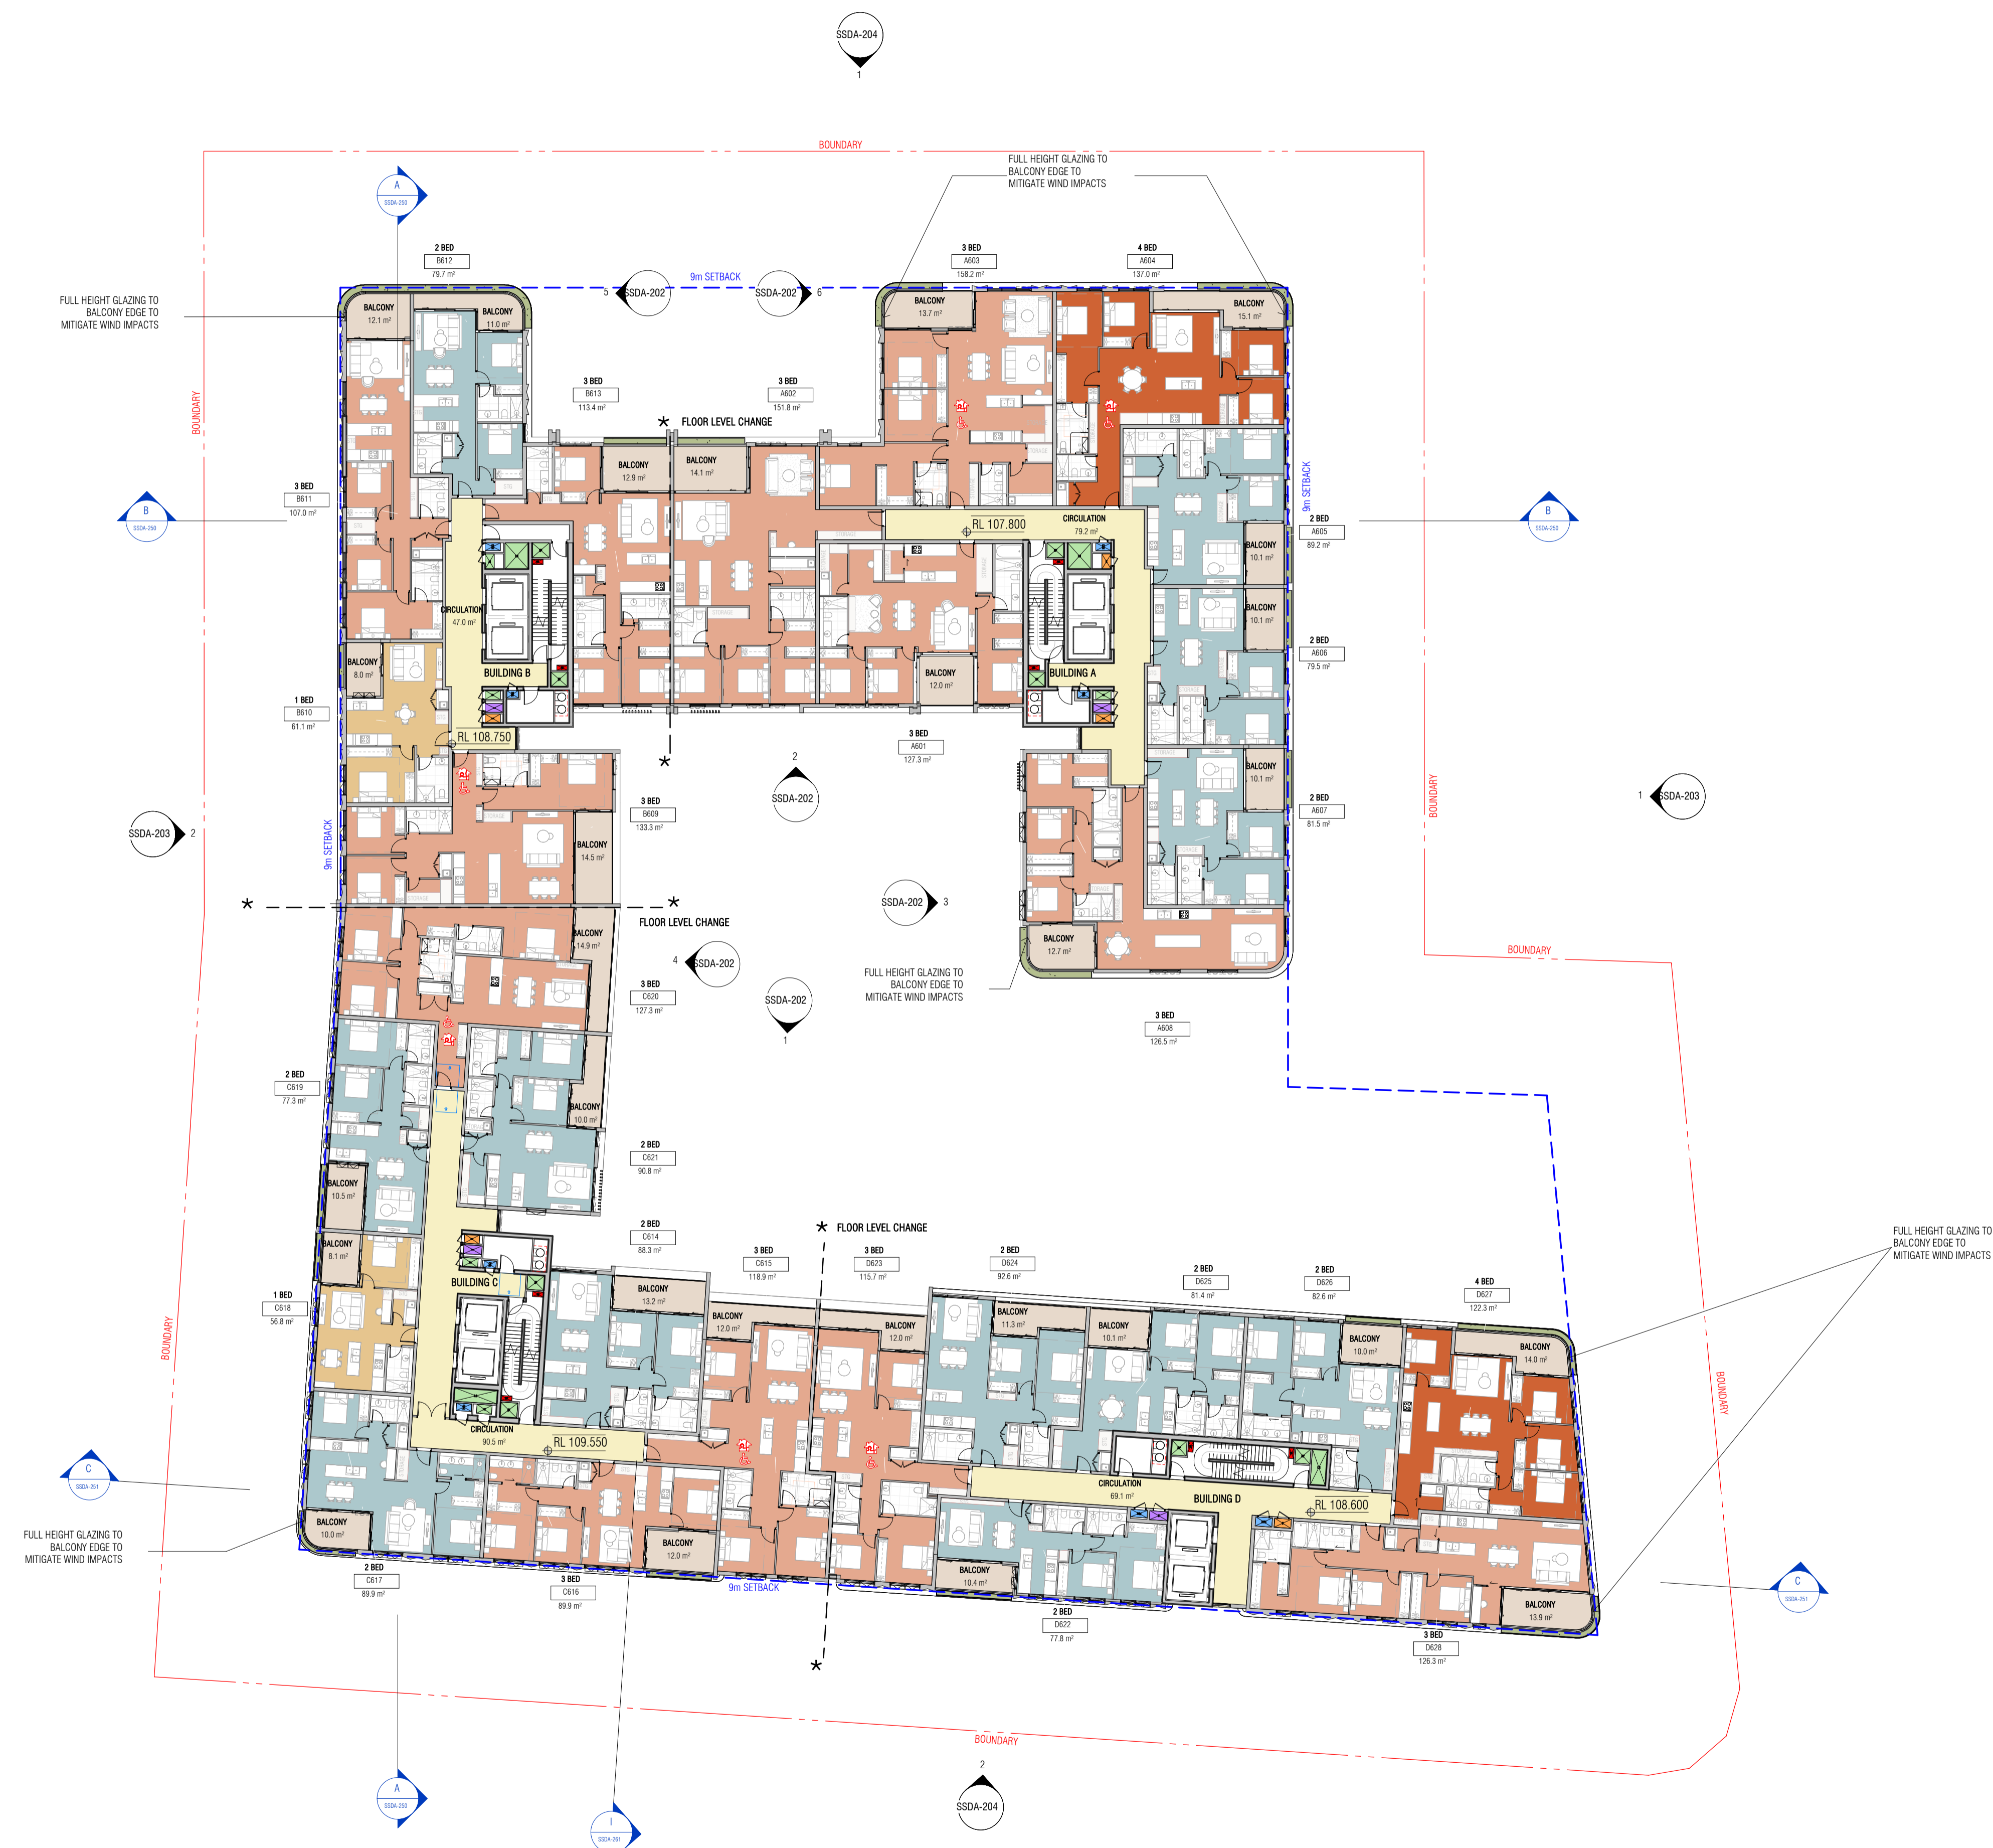 SSDA-204
1
BOUNDARY
FULL HEIGHT GLAZING TO
BALCONY EDGE TO
MITIGATE WIND IMPACTS
A
SSDA-250
2 BED
B612
79.7 m²
3 BED
A603
158.2 m²
4 BED
A604
137.0 m²
9m SETBACK
5
SSDA-202
SSDA-202
6
FULL HEIGHT GLAZING TO
BALCONY EDGE TO
MITIGATE WIND IMPACTS
BALCONY
12.1 m²
BALCONY
11.0 m²
BALCONY
13.7 m²
BALCONY
15.1 m²
BOUNDARY
3 BED
B613
113.4 m²
3 BED
A602
151.8 m²
* FLOOR LEVEL CHANGE
BALCONY
12.9 m²
BALCONY
14.1 m²
3 BED
B611
107.0 m²
B
SSDA-250
9m SETBACK
B
SSDA-250
2 BED
A605
89.2 m²
RL 107.800
CIRCULATION
79.2 m²
STORAGE
BALCONY
10.1 m²
CIRCULATION
47.0 m²
BALCONY
10.1 m²
2 BED
A606
79.5 m²
STORAGE
BALCONY
8.0 m²
BUILDING B
BALCONY
12.0 m²
BUILDING A
1 BED
B610
61.1 m²
RL 108.750
3 BED
A601
127.3 m²
*
2
SSDA-202
BALCONY
10.1 m²
2 BED
A607
81.5 m²
BOUNDARY
1
SSDA-203
3 BED
B609
133.3 m²
SSDA-203
2
9m SETBACK
BALCONY
14.5 m²
STORAGE
*
*
FLOOR LEVEL CHANGE
SSDA-202
3
BALCONY
14.9 m²
BALCONY
12.7 m²
BOUNDARY
4
SSDA-202
FULL HEIGHT GLAZING TO
BALCONY EDGE TO
MITIGATE WIND IMPACTS
3 BED
C620
127.3 m²
SSDA-202
1
3 BED
A608
126.5 m²
2 BED
C619
77.3 m²
BALCONY
10.0 m²
2 BED
C621
90.8 m²
BALCONY
10.5 m²
2 BED
C614
88.3 m²
* FLOOR LEVEL CHANGE
BALCONY
8.1 m²
3 BED
C615
118.9 m²
3 BED
D623
115.7 m²
2 BED
D624
92.6 m²
2 BED
D625
81.4 m²
2 BED
D626
82.6 m²
4 BED
D627
122.3 m²
FULL HEIGHT GLAZING TO
BALCONY EDGE TO
MITIGATE WIND IMPACTS
BUILDING C
1 BED
C618
56.8 m²
BOUNDARY
BALCONY
13.2 m²
BALCONY
12.0 m²
BALCONY
12.0 m²
BALCONY
11.3 m²
BALCONY
10.1 m²
BALCONY
10.0 m²
BALCONY
14.0 m²
BOUNDARY
CIRCULATION
90.5 m²
RL 109.550
C
SSDA-251
CIRCULATION
69.1 m²
BUILDING D
RL 108.600
FULL HEIGHT GLAZING TO
BALCONY EDGE TO
MITIGATE WIND IMPACTS
BALCONY
10.0 m²
BALCONY
12.0 m²
BALCONY
10.4 m²
BALCONY
13.9 m²
2 BED
C617
89.9 m²
3 BED
C616
89.9 m²
9m SETBACK
2 BED
D622
77.8 m²
3 BED
D628
126.3 m²
C
SSDA-251
*
BOUNDARY
2
SSDA-204
A
SSDA-250
I
SSDA-261